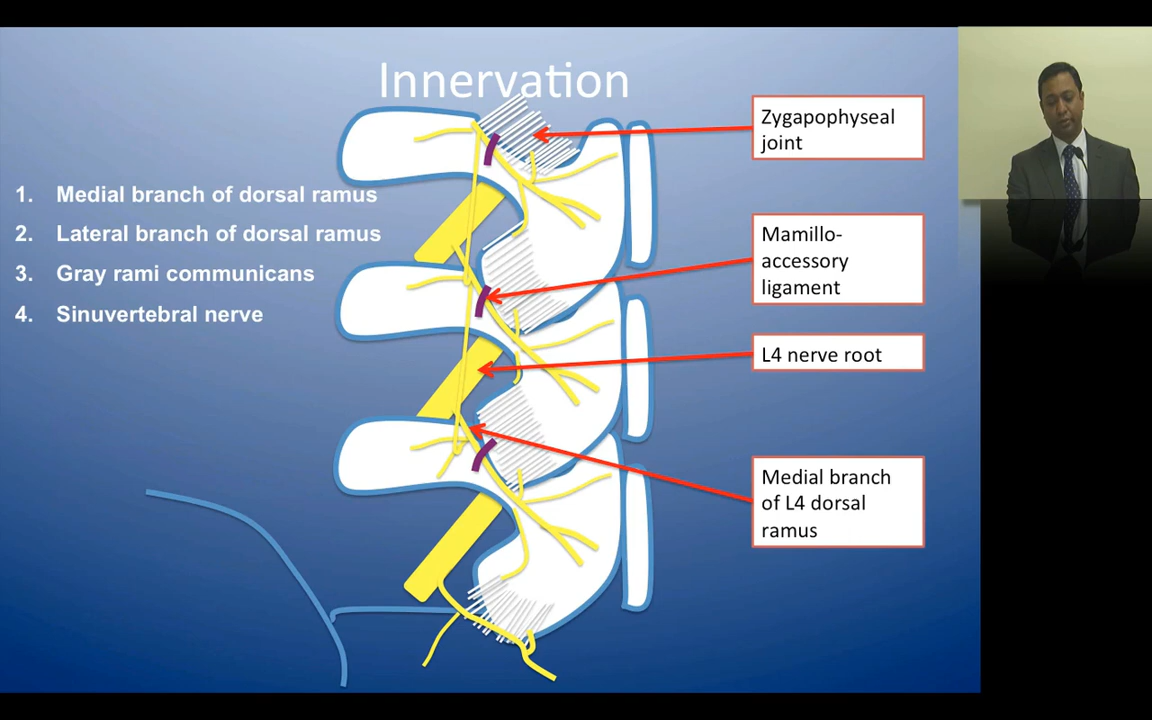 Innervation
1. Medial branch of dorsal ramus
2. Lateral branch of dorsal ramus
3. Gray rami communicans
4. Sinuvertebral nerve
Zygapophyseal
joint
Mamillo-
accessory
ligament
L4 nerve root
Medial branch
of L4 dorsal
ramus